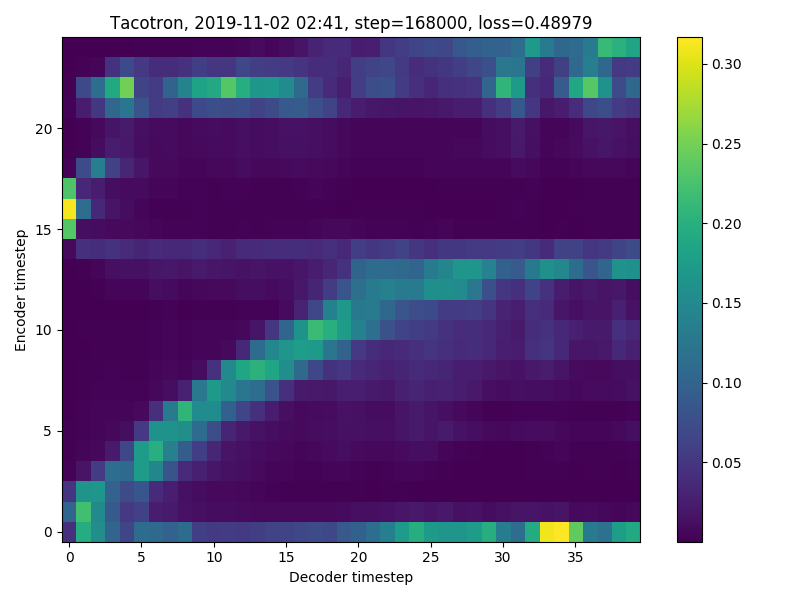 Tacotron, 2019-11-02 02:41, step=168000, loss=0.48979
Encoder timestep
20
15
10
5
0
0 5 10 15 20 25 30 35
Decoder timestep
0.30
0.25
0.20
0.15
0.10
0.05